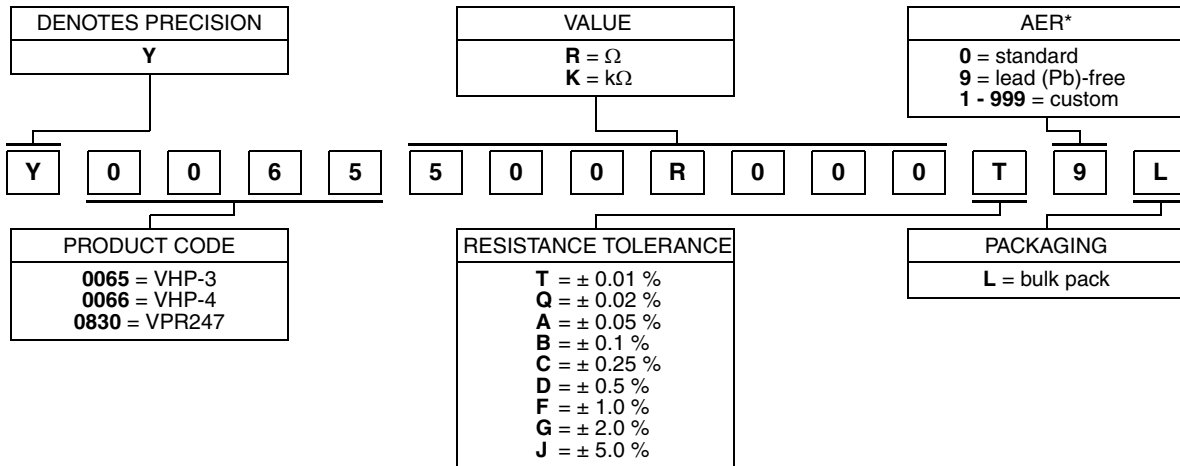 DENOTES PRECISION
Y
VALUE
R = Ω
K = kΩ
AER*
0 = standard
9 = lead (Pb)-free
1 - 999 = custom
Y 0 0 6 5 5 0 0 R 0 0 0 T 9 L
PRODUCT CODE
0065 = VHP-3
0066 = VHP-4
0830 = VPR247
RESISTANCE TOLERANCE
T = ± 0.01 %
Q = ± 0.02 %
A = ± 0.05 %
B = ± 0.1 %
C = ± 0.25 %
D = ± 0.5 %
F = ± 1.0 %
G = ± 2.0 %
J = ± 5.0 %
PACKAGING
L = bulk pack